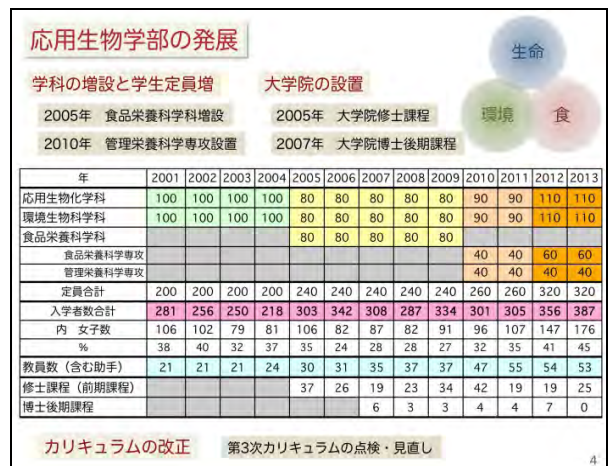 応用生物学部の発展
生命
環境
食
学科の増設と学生定員増
2005年 食品栄養科学科増設
2010年 管理栄養科学専攻設置
大学院の設置
2005年 大学院修士課程
2007年 大学院博士後期課程
年 2001 2002 2003 2004 2005 2006 2007 2008 2009 2010 2011 2012 2013
応用生物化学科 100 100 100 100 80 80 80 80 80 90 90 110 110
環境生物科学科 100 100 100 100 80 80 80 80 80 90 90 110 110
食品栄養科学科 80 80 80 80 80
食品栄養科学専攻 40 40 60 60
管理栄養科学専攻 40 40 40 40
定員合計 200 200 200 200 240 240 240 240 240 260 260 320 320
入学者数合計 281 256 250 218 303 342 308 287 334 301 305 356 387
内 女子数 106 102 79 81 106 82 87 82 91 96 107 147 176
% 38 40 32 37 35 24 28 28 27 32 35 41 45
教員数（含む助手） 21 21 21 24 30 31 35 37 37 47 55 54 53
修士課程（前期課程） 37 26 19 23 34 42 19 19 25
博士後期課程 6 3 3 4 4 7 0
カリキュラムの改正
第3次カリキュラムの点検・見直し
4